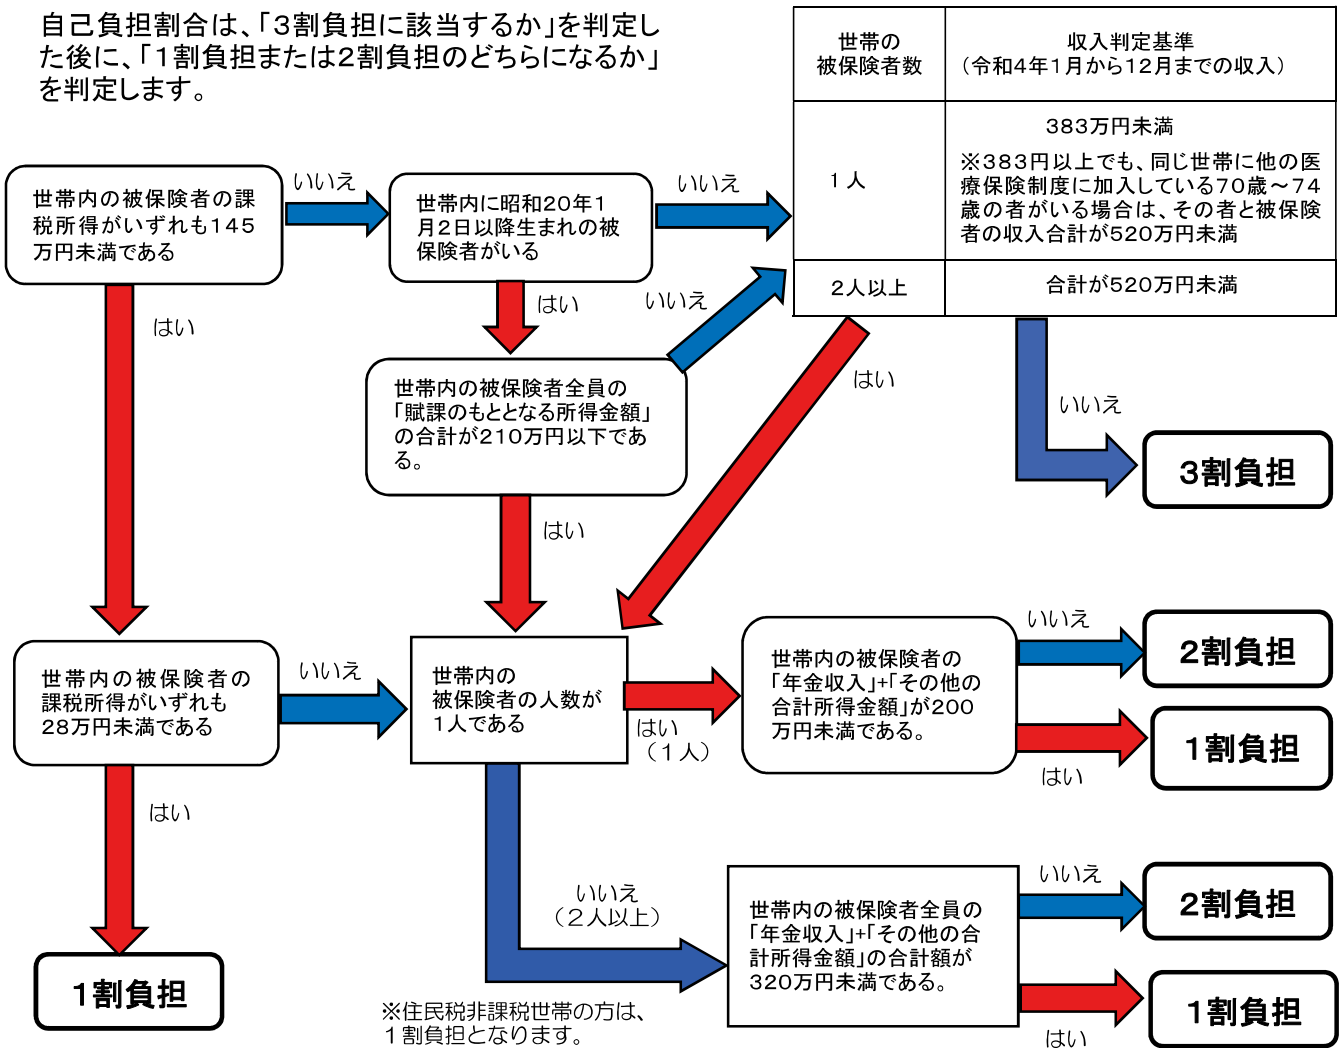 自己負担割合は、「３割負担に該当するか」を判定し
た後に、「１割負担または２割負担のどちらになるか」
を判定します。
世帯の
被保険者数
収入判定基準
（令和４年１月から１２月までの収入）
１人
３８３万円未満
※３８３円以上でも、同じ世帯に他の医
療保険制度に加入している７０歳～７４
歳の者がいる場合は、その者と被保険
者の収入合計が５２０万円未満
２人以上
合計が５２０万円未満
世帯内の被保険者の課
税所得がいずれも１４５
万円未満である
いいえ
世帯内に昭和２０年１
月２日以降生まれの被
保険者がいる
いいえ
はい
はい
いいえ
世帯内の被保険者全員の
「賦課のもととなる所得金額」
の合計が２１０万円以下であ
る。
はい
いいえ
３割負担
はい
世帯内の被保険者の
課税所得がいずれも
２８万円未満である
いいえ
世帯内の
被保険者の人数が
１人である
はい
（１人）
世帯内の被保険者の
「年金収入」+「その他の
合計所得金額」が２００
万円未満である。
いいえ
２割負担
はい
１割負担
はい
１割負担
いいえ
（２人以上）
世帯内の被保険者全員の
「年金収入」+「その他の合
計所得金額」の合計額が
３２０万円未満である。
いいえ
２割負担
はい
１割負担
※住民税非課税世帯の方は、
１割負担となります。